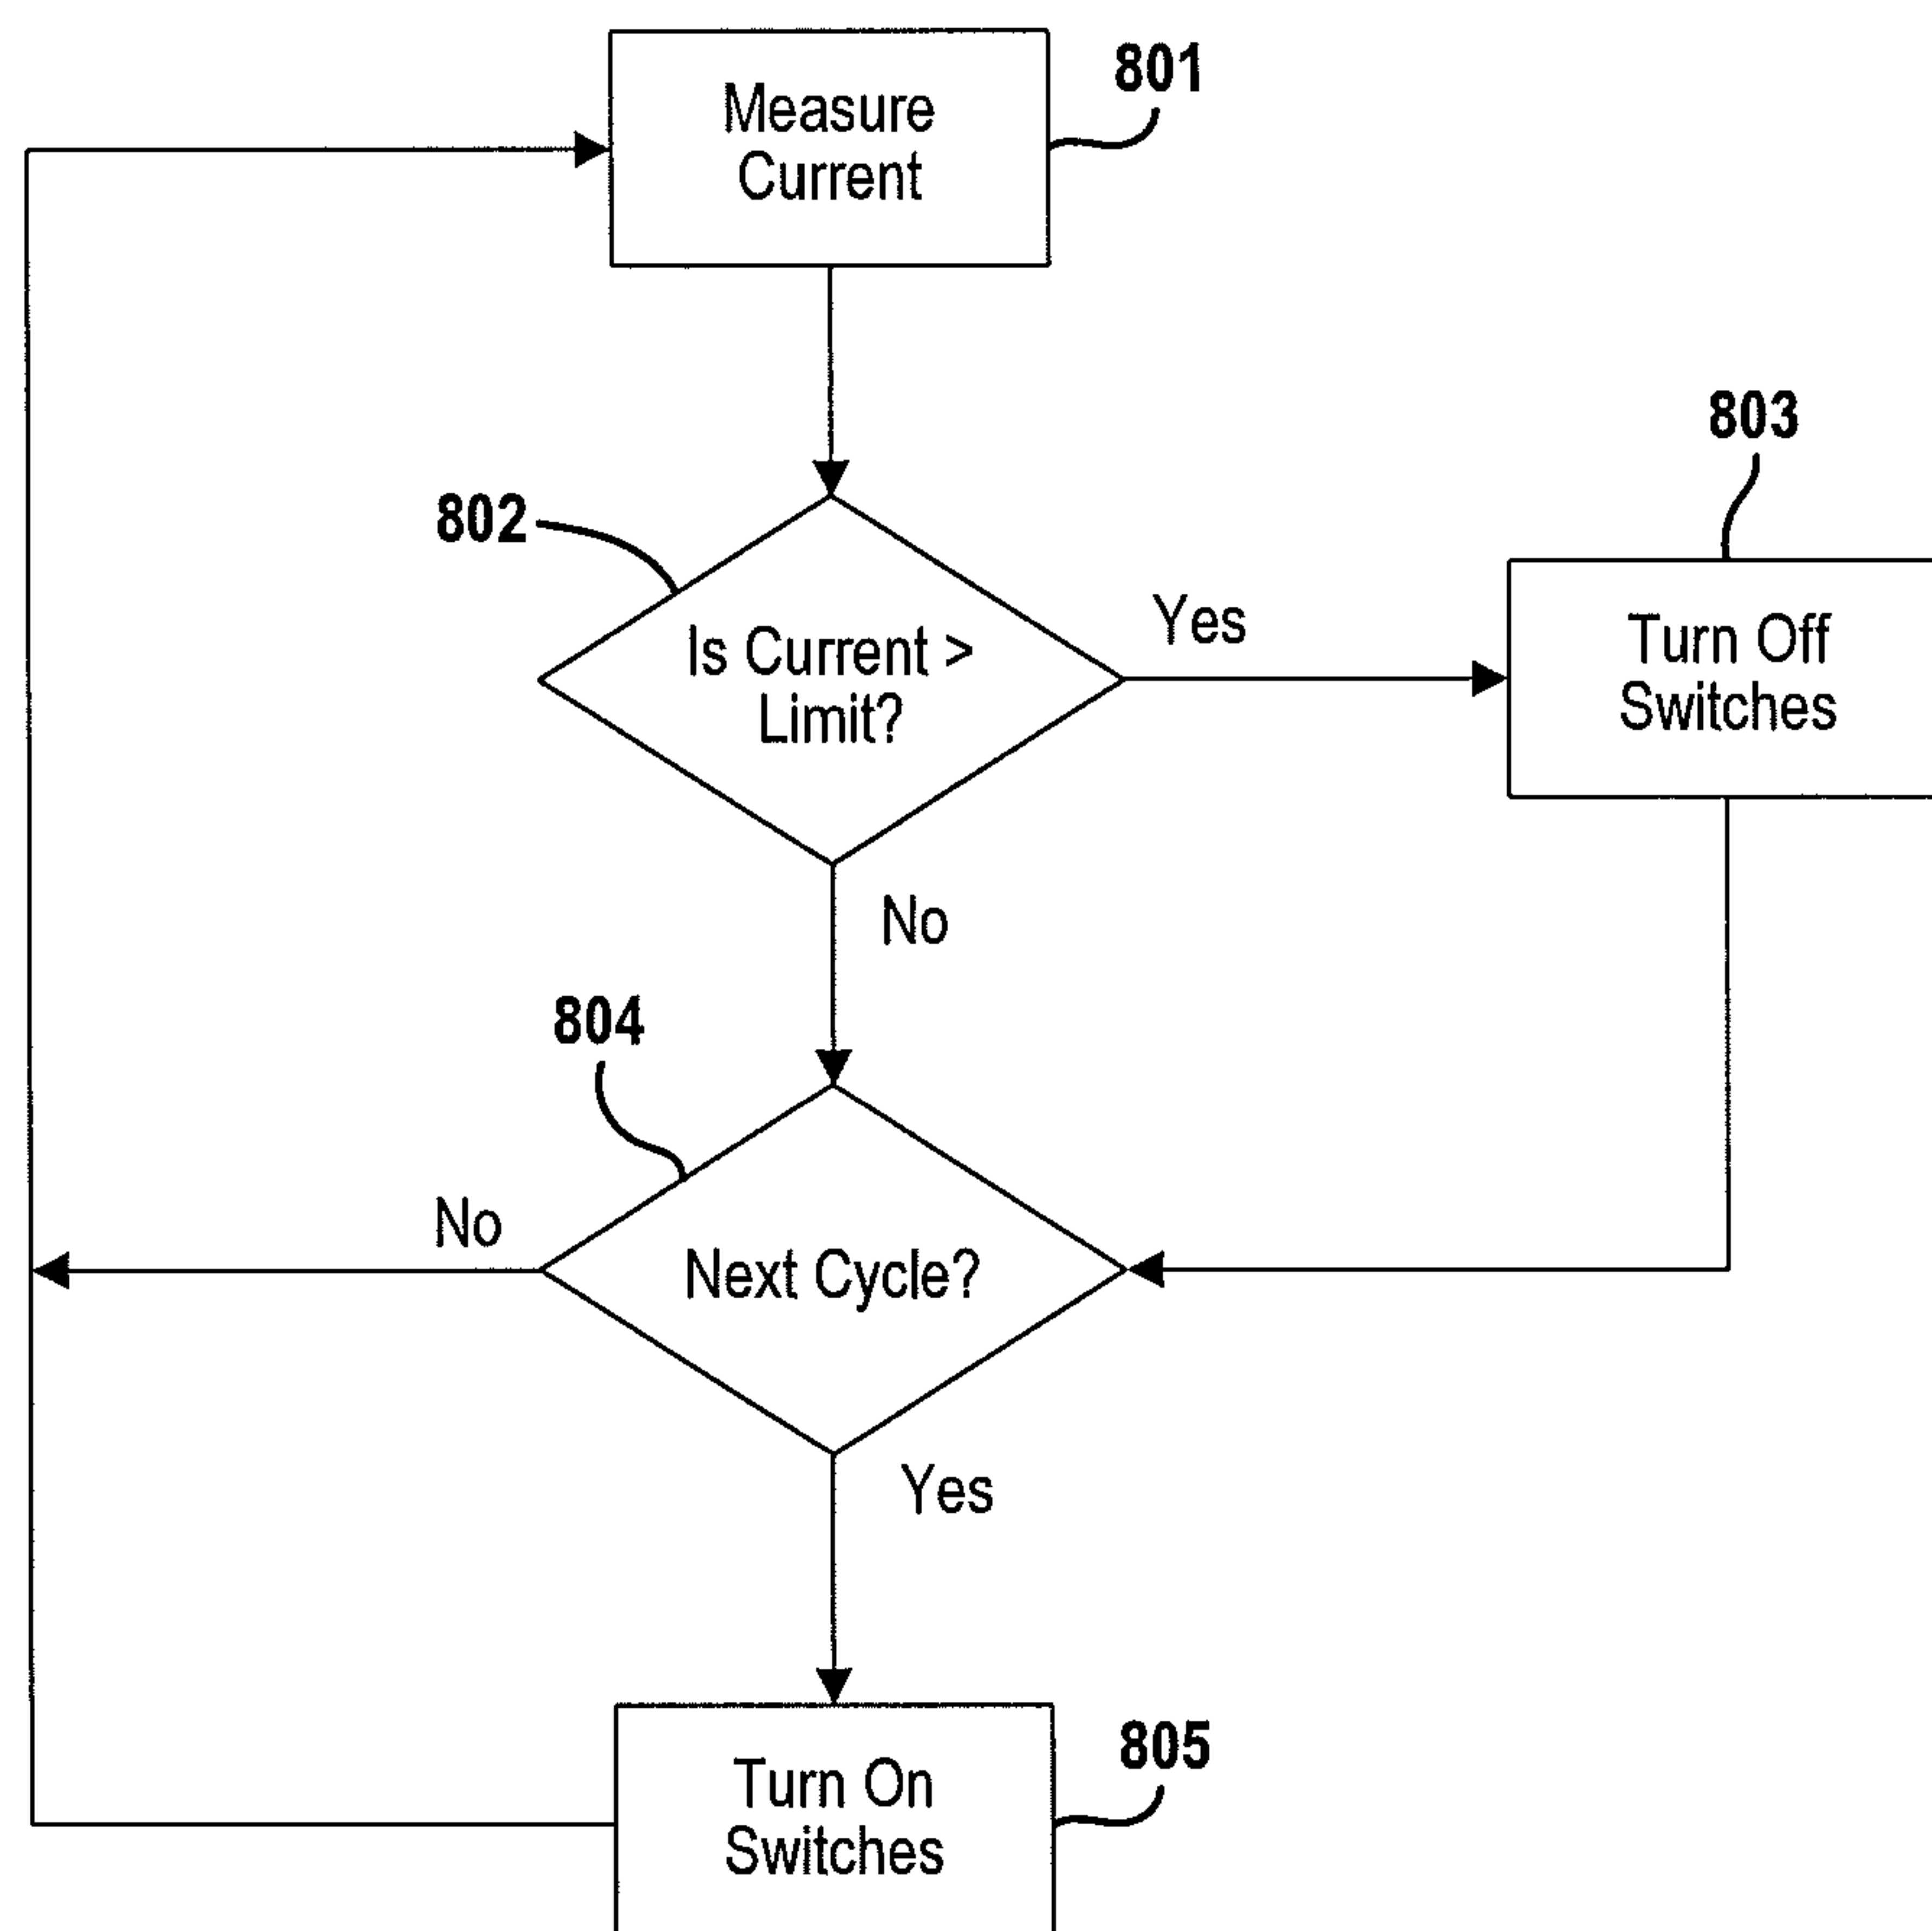 801
Measure
Current
803
802
Yes
Is Current >
Limit?
Turn Off
Switches
No
804
No
Next Cycle?
Yes
805
Turn On
Switches